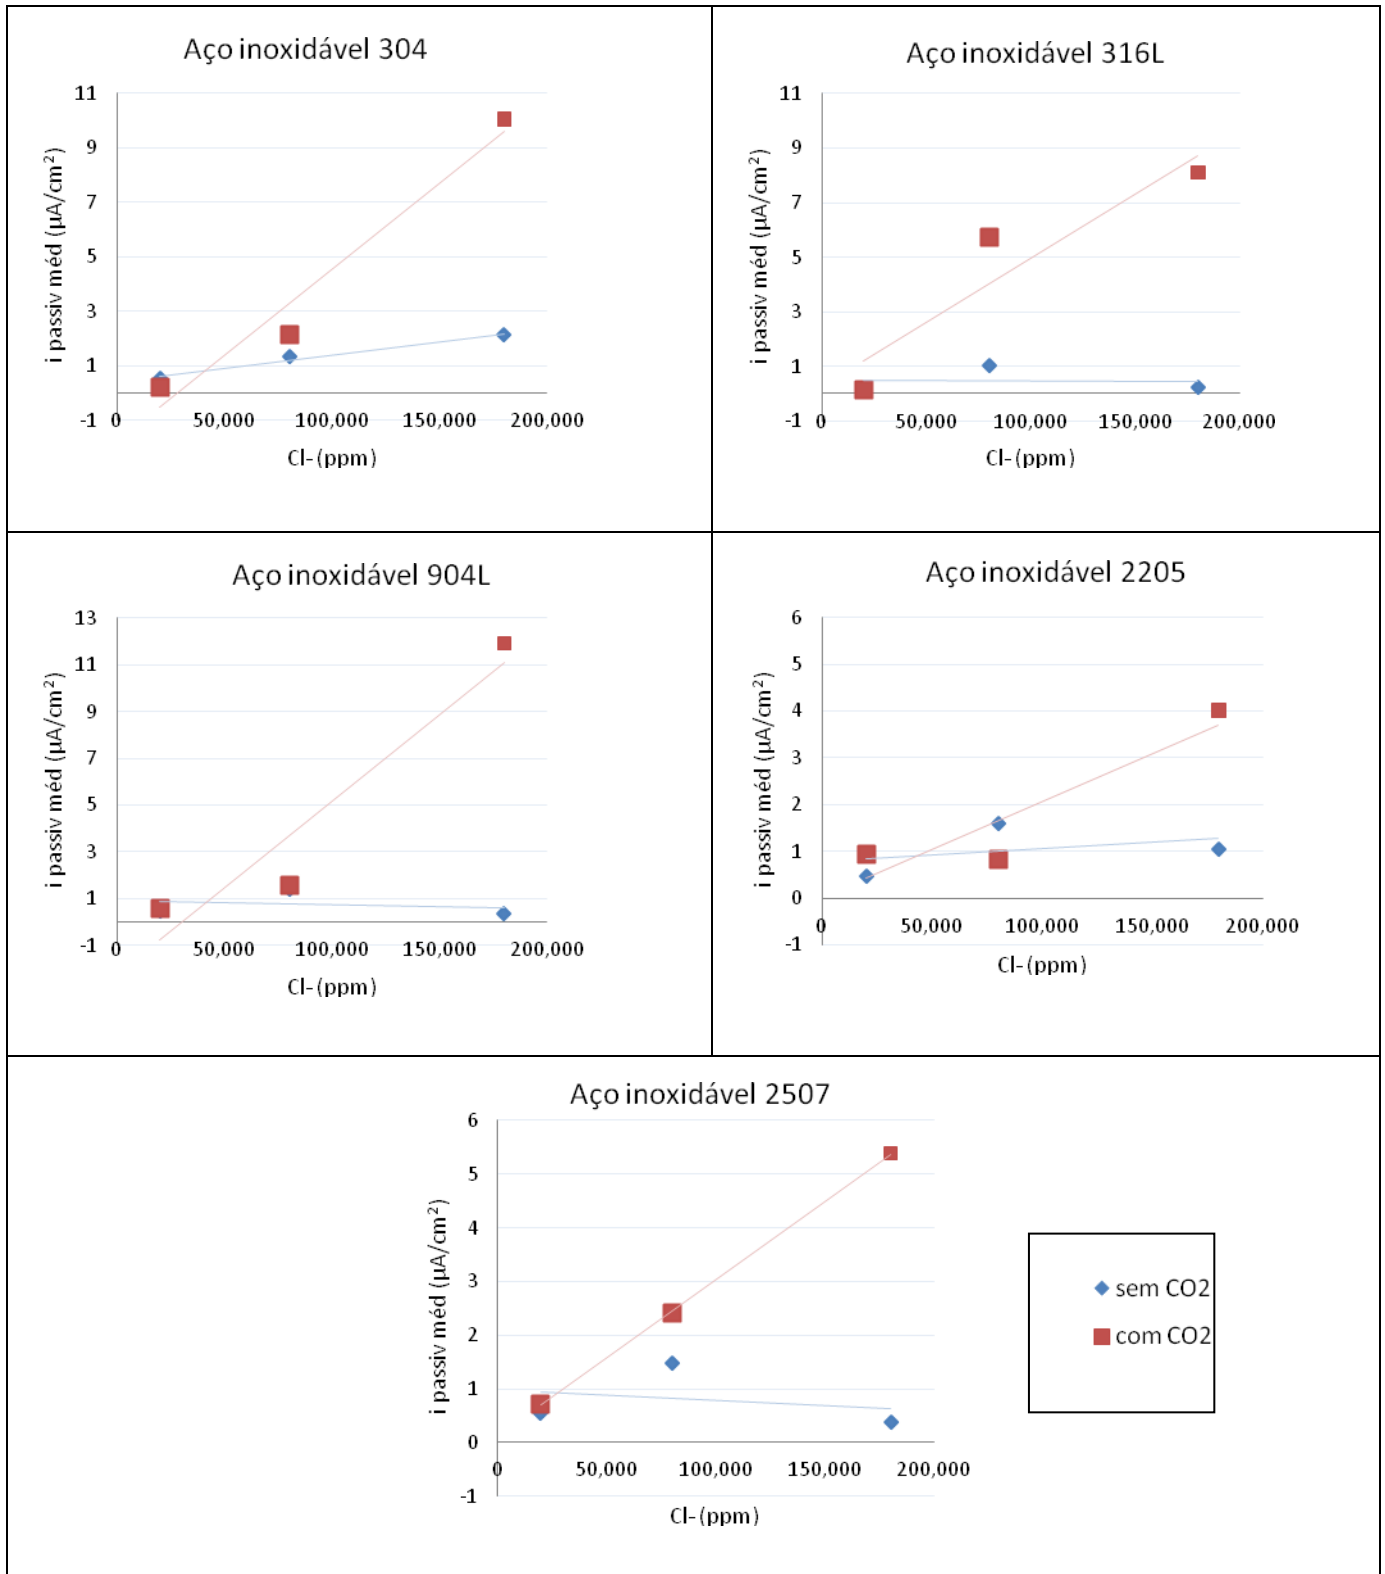 Aço inoxidável 304
11
9
7
5
3
1
-1
i passiv méd (µA/cm²)
0 50,000 100,000 150,000 200,000
Cl- (ppm)
Aço inoxidável 316L
11
9
7
5
3
1
-1
i passiv méd (µA/cm²)
0 50,000 100,000 150,000 200,000
Cl- (ppm)
Aço inoxidável 904L
13
11
9
7
5
3
1
-1
i passiv méd (µA/cm²)
0 50,000 100,000 150,000 200,000
Cl- (ppm)
Aço inoxidável 2205
6
5
4
3
2
1
0
-1
i passiv méd (µA/cm²)
0 50,000 100,000 150,000 200,000
Cl- (ppm)
Aço inoxidável 2507
6
5
4
3
2
1
0
-1
i passiv méd (µA/cm²)
0 50,000 100,000 150,000 200,000
Cl- (ppm)
sem CO2
com CO2